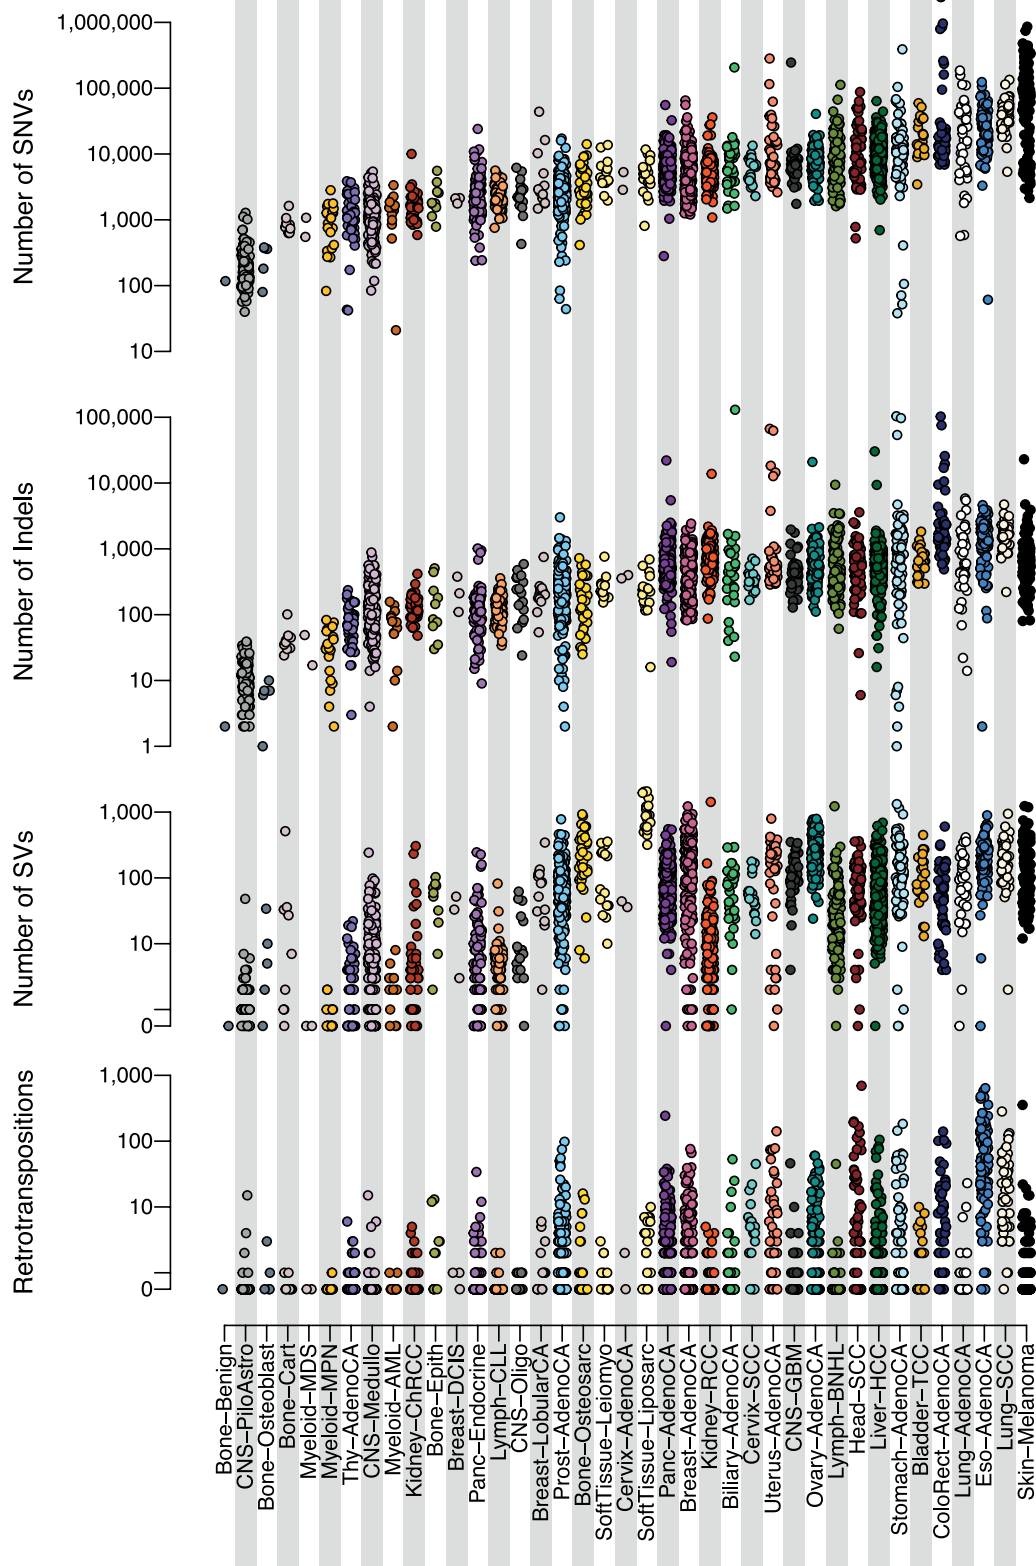 Number of SNVs
1,000,000
100,000
10,000
1,000
100
10
Number of Indels
100,000
10,000
1,000
100
10
1
Number of SVs
1,000
100
10
0
Retrotranspositions
1,000
100
10
0
Bone–Benign
CNS–PiloAstro
Bone–Osteoblast
Bone–Cart
Myeloid–MDS
Myeloid–MPN
Thy–AdenoCA
CNS–Medullo
Myeloid–AML
Kidney–ChRCC
Bone–Epith
Breast–DCIS
Panc–Endocrine
Lymph–CLL
CNS–Oligo
Breast–LobularCA
Prost–AdenoCA
Bone–Osteosarc
SoftTissue–Leiomyo
Cervix–AdenoCA
SoftTissue–Liposarc
Panc–AdenoCA
Breast–AdenoCA
Kidney–RCC
Biliary–AdenoCA
Cervix–SCC
Uterus–AdenoCA
CNS–GBM
Ovary–AdenoCA
Lymph–BNHL
Head–SCC
Liver–HCC
Stomach–AdenoCA
Bladder–TCC
ColoRect–AdenoCA
Lung–AdenoCA
Eso–AdenoCA
Lung–SCC
Skin–Melanoma